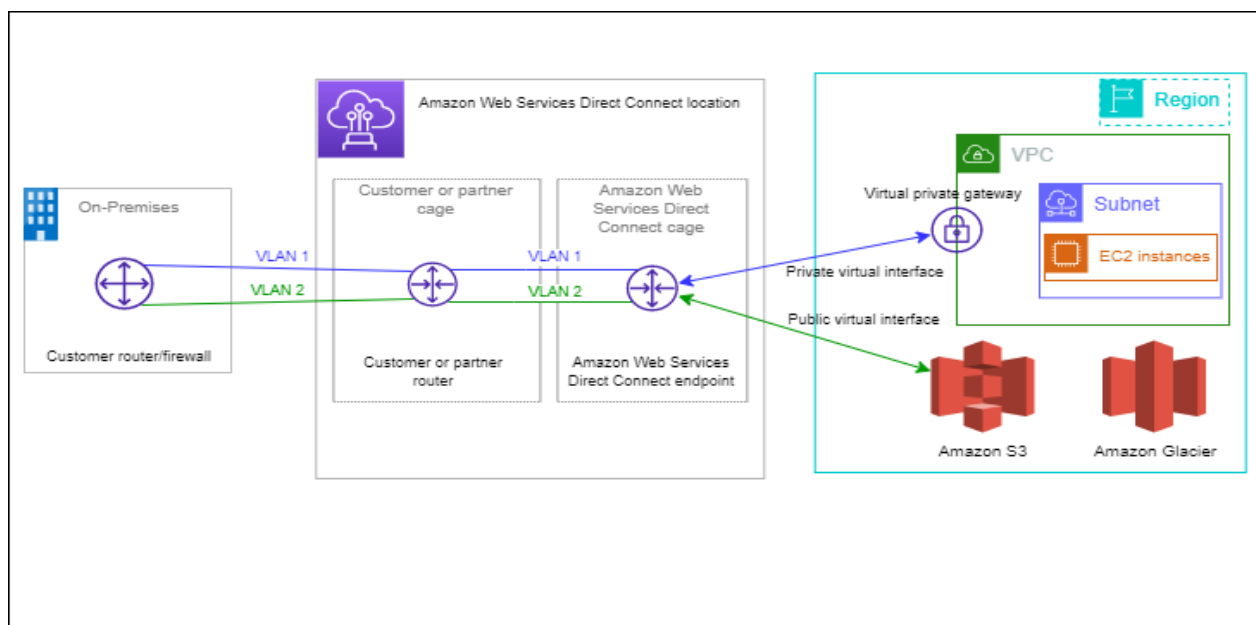 Amazon Web Services Direct Connect location
Region
VPC
Customer or partner
cage
Amazon Web
Services Direct
Connect cage
Virtual private gateway
On-Premises
Subnet
VLAN 1
VLAN 1
EC2 instances
Private virtual interface
VLAN 2
VLAN 2
Public virtual interface
Customer router/firewall
Customer or partner
router
Amazon Web Services
Direct Connect endpoint
Amazon S3
Amazon Glacier